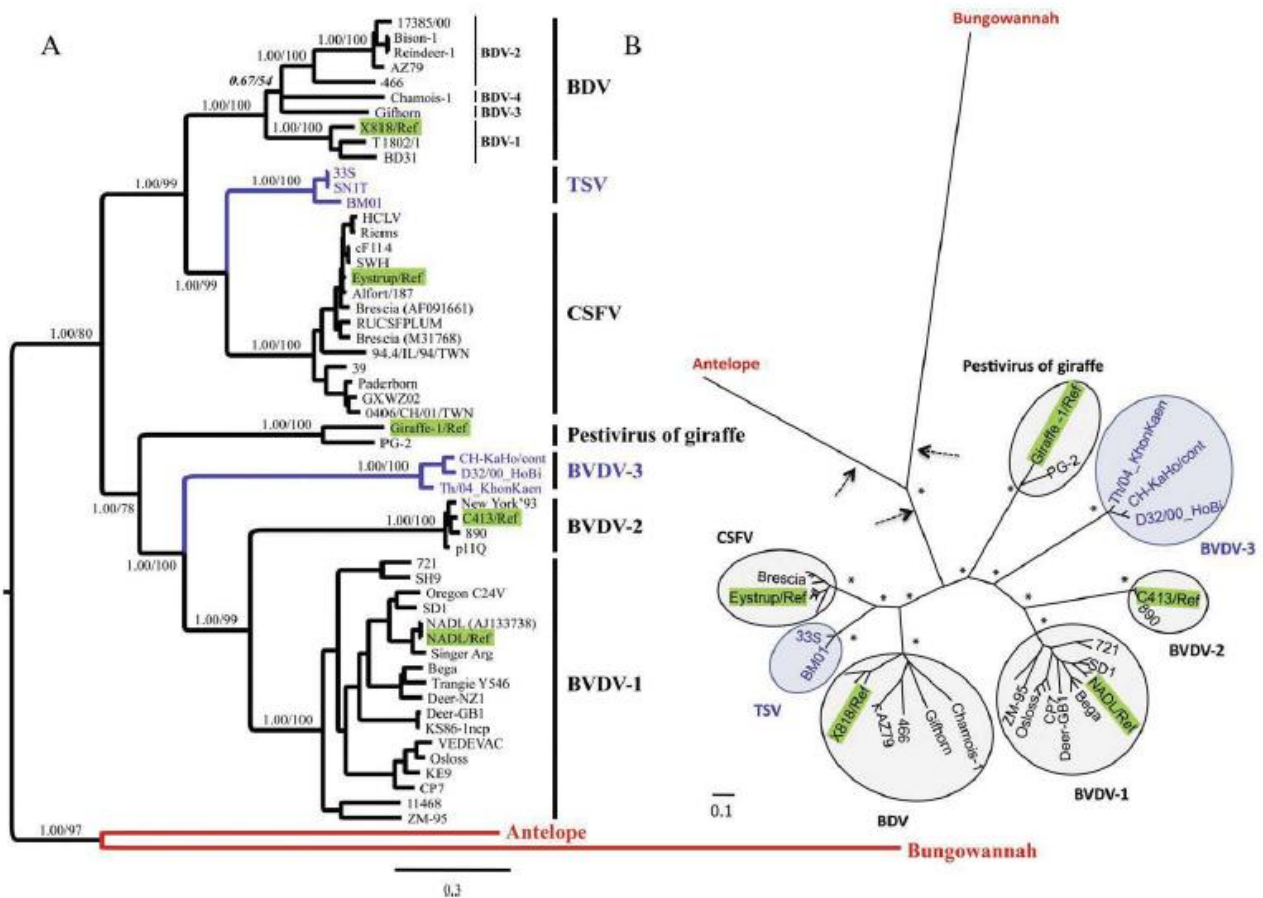 A
17385/00
1.00/100
Bison-1
Reindeer-1
1.00/100
AZ79
BDV-2
0.67/54
466
1.00/100
Chamois-1
BDV-4
Gifhorn
BDV-3
1.00/100
X818/Ref
T1802/1
BDV-1
BD31
BDV
1.00/99
1.00/100
33S
SN1T
BM01
TSV
HCLV
Riems
cF114
SWH
1.00/99
Eystrup/Ref
Alfort/187
Brescia (AF091661)
RUCSFPLUM
Brescia (M31768)
CSFV
1.00/80
1.00/100
94.4/IL/94/TWN
39
Paderborn
GXWZ02
0406/CH/01/TWN
1.00/100
Giraffe-1/Ref
PG-2
Pestivirus of giraffe
1.00/100
CH-KaHo/cont
D32/00_HoBi
Th/04_KhonKaen
BVDV-3
1.00/78
New York'93
1.00/100
C413/Ref
890
p11Q
BVDV-2
1.00/100
721
SH9
Oregon C24V
1.00/99
SD1
NADL (AJ133738)
NADL/Ref
Singer Arg
Bega
Trangie Y546
Deer-NZ1
BVDV-1
Deer-GB1
KS86-1ncp
1.00/100
VEDEVAC
Osloss
KE9
CP7
11468
ZM-95
1.00/97
Antelope
Bungowannah
0.3
B
Bungowannah
Antelope
Pestivirus of giraffe
Giraffe -1/Ref
PG-2
Th/04_KhonKaen
CH-KaHo/cont
D32/00_HoBi
BVDV-3
CSFV
Brescia
Eystrup/Ref
C413/Ref
890
BVDV-2
33S
BM01
TSV
X818/Ref
AZ79
466
Gifhorn
Chamois-1
BDV
ZM-95
Osloss
CP7
Deer-GB1
Bega
NADL/Ref
SD1
721
BVDV-1
0.1